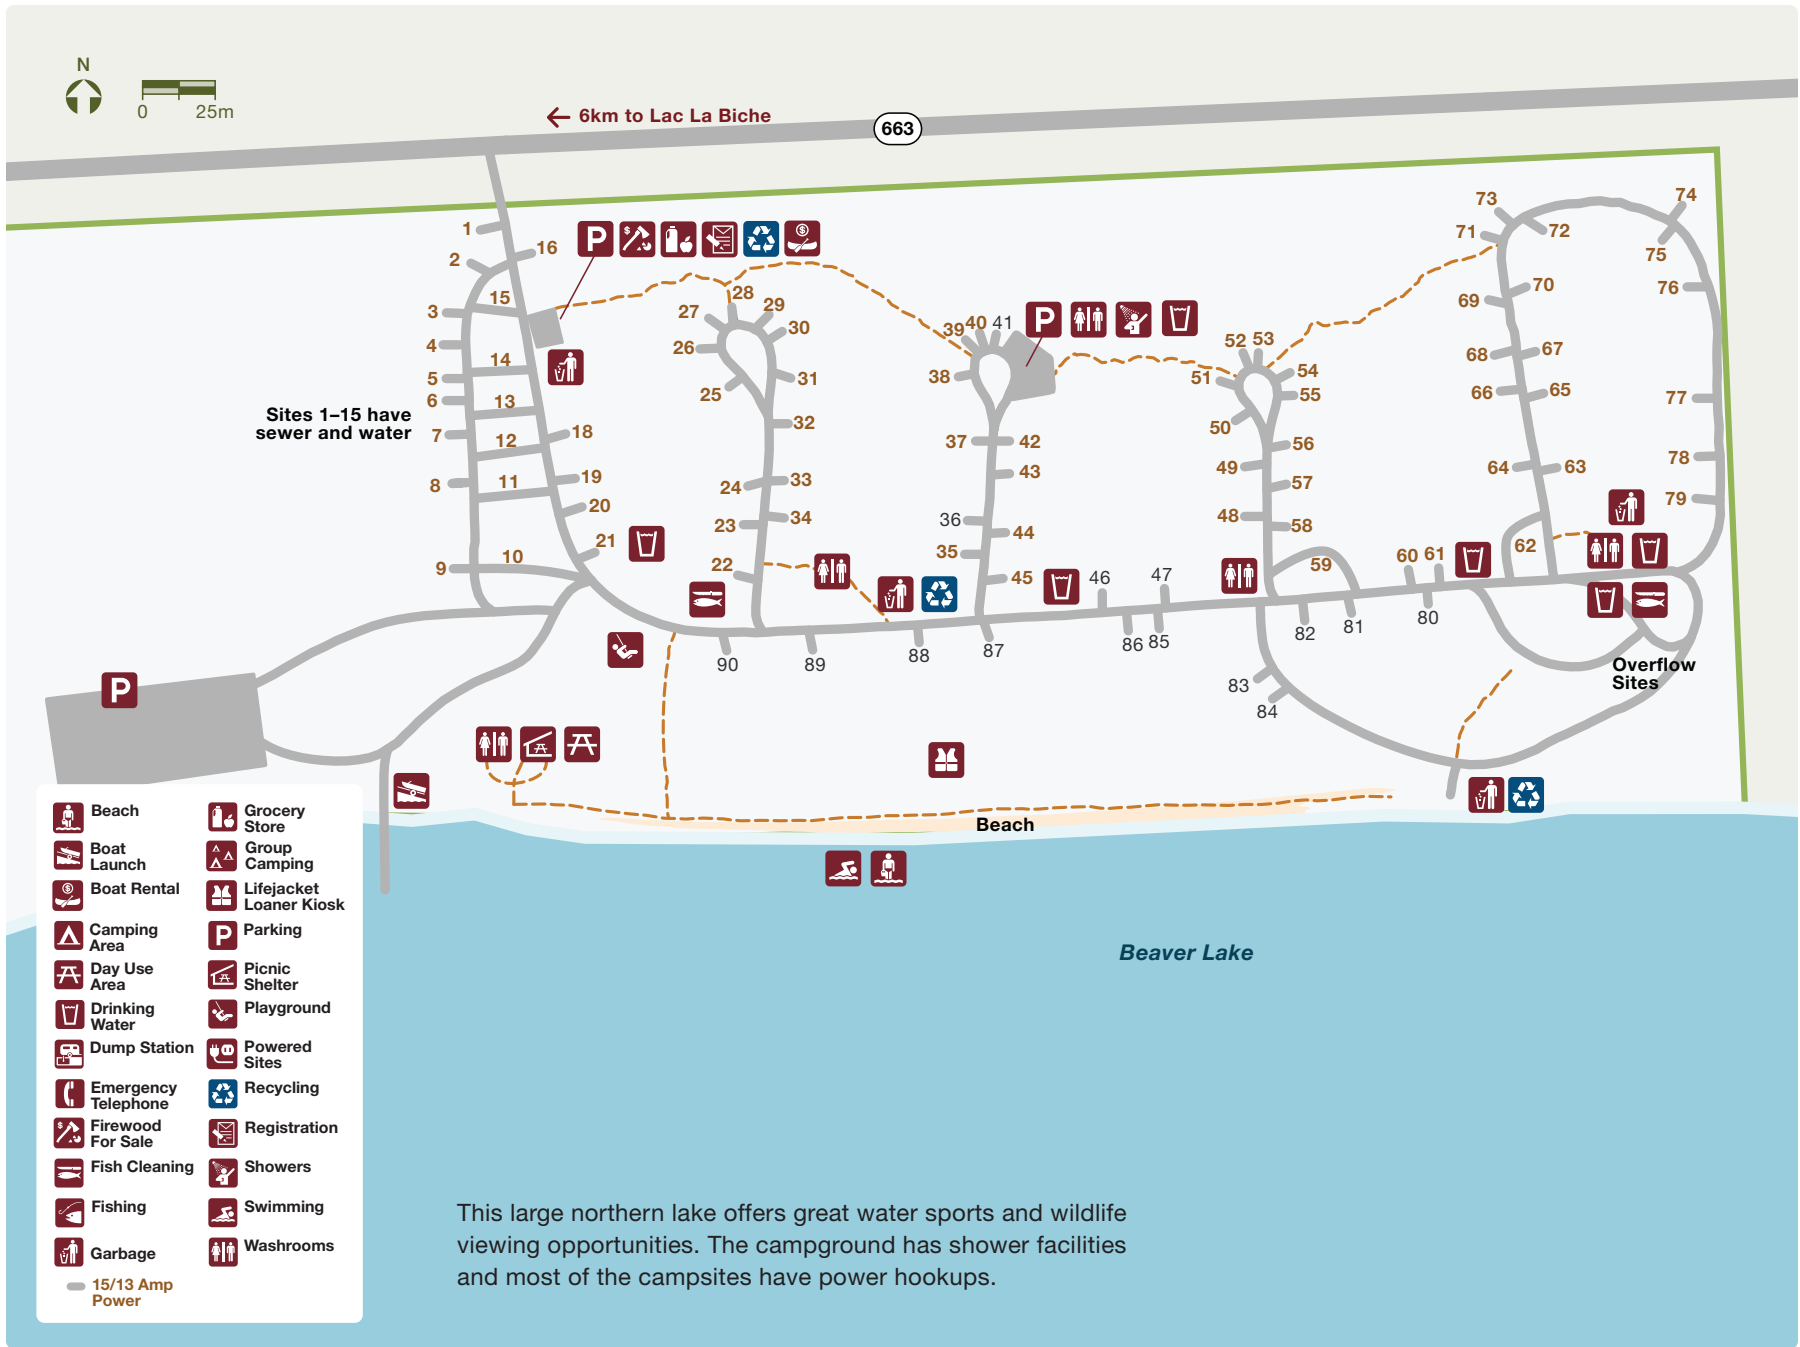 N
0 25m
6km to Lac La Biche
663
1
2
16
3
15
4
14
5
6
13
7
12
18
8
11
19
20
21
9
10
Sites 1–15 have
sewer and water
P
$
$
27
28
29
30
26
25
31
32
24
33
23
34
22
39
40
41
P
38
37
42
43
36
44
35
45
46
47
52
53
51
54
55
50
56
49
57
48
58
59
60
61
62
73
74
71
72
75
70
69
76
68
67
66
65
77
64
63
78
79
90
89
88
87
86
85
82
81
80
83
84
Overflow
Sites
P
Beach
Beaver Lake
Beach
Boat
Launch
$
Boat Rental
Camping
Area
Day Use
Area
Drinking
Water
Dump Station
Emergency
Telephone
$
Firewood
For Sale
Fish Cleaning
Fishing
Garbage
15/13 Amp
Power
Grocery
Store
Group
Camping
Lifejacket
Loaner Kiosk
P
Parking
Picnic
Shelter
Playground
Powered
Sites
Recycling
Registration
Showers
Swimming
Washrooms
This large northern lake offers great water sports and wildlife
viewing opportunities. The campground has shower facilities
and most of the campsites have power hookups.